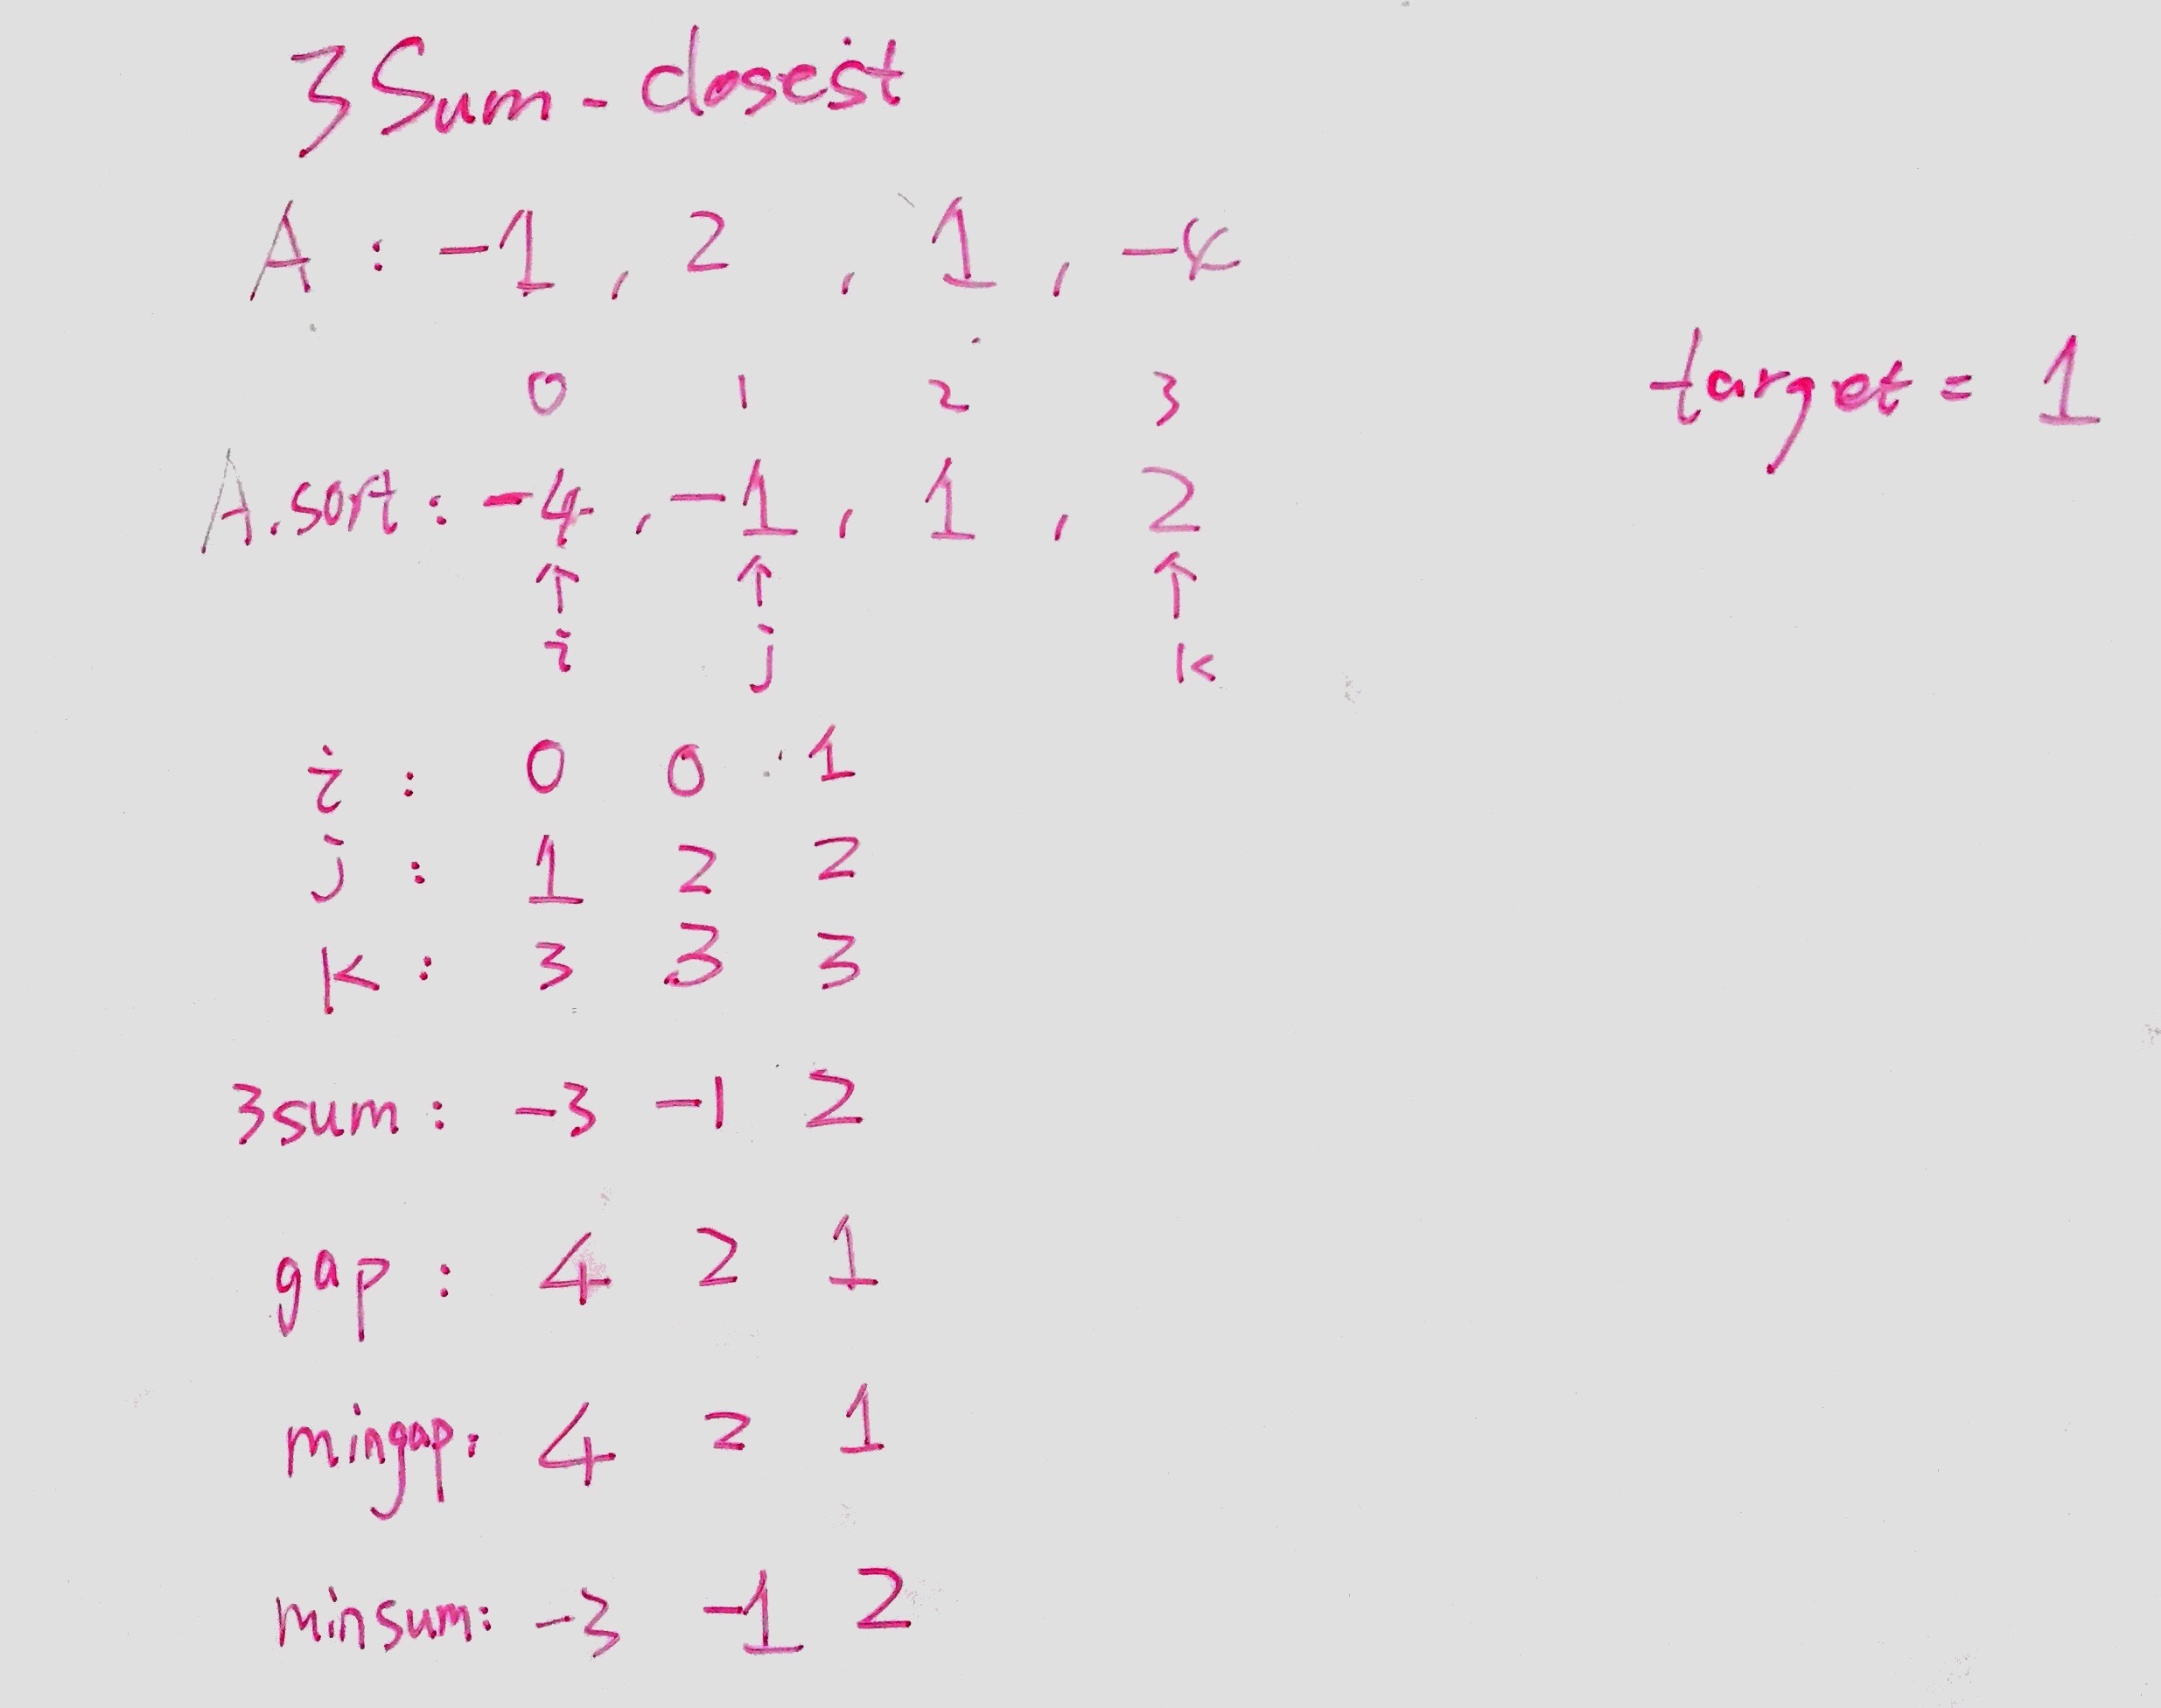 3Sum-closest
A : -1 , 2 , 1 , -4
0 1 2 3
target = 1
A.sort : -4 , -1 , 1 , 2
↑ ↑ ↑
i j k
i : 0 0 1
j : 1 2 2
k : 3 3 3
3sum : -3 -1 2
gap : 4 2 1
mingap: 4 2 1
minsum: -3 -1 2